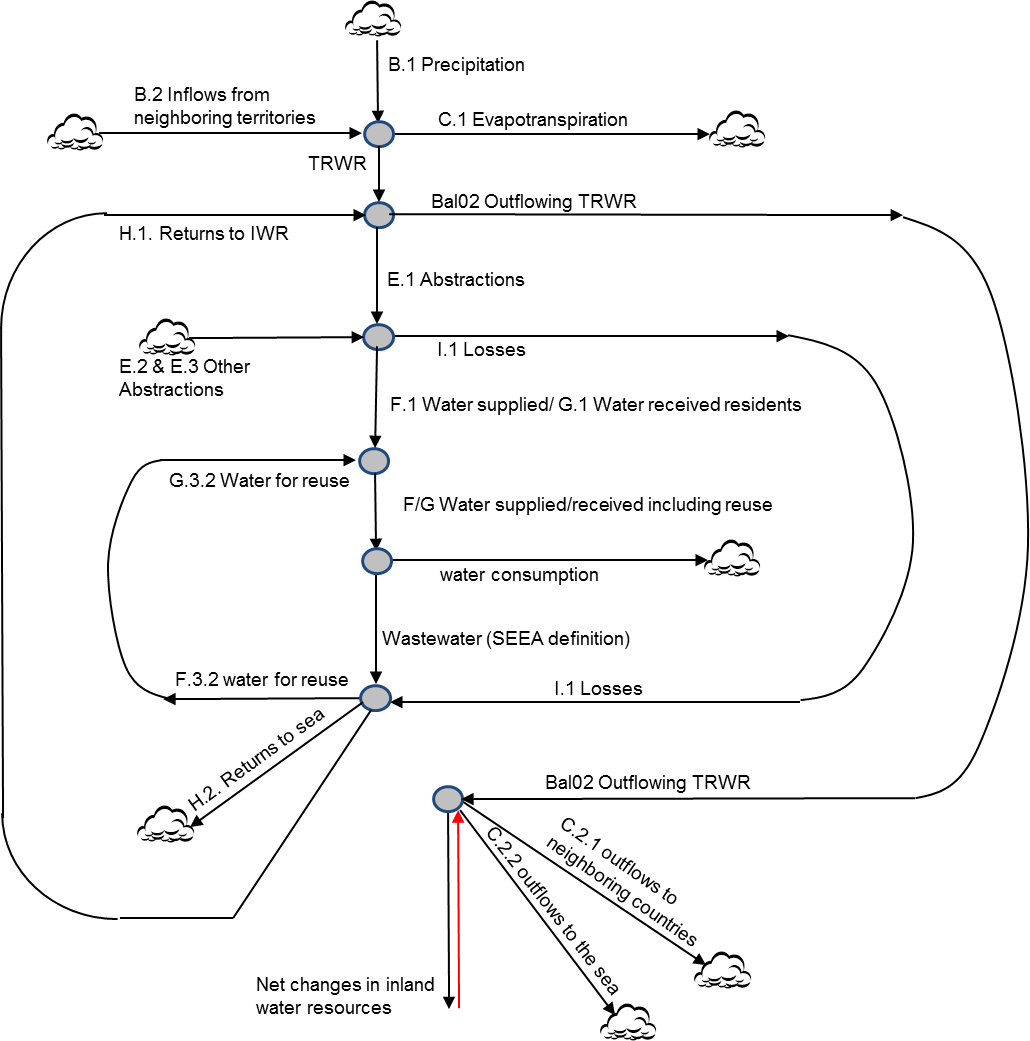 B.1 Precipitation
B.2 Inflows from
neighboring territories
C.1 Evapotranspiration
TRWR
Bal02 Outflowing TRWR
H.1. Returns to IWR
E.1 Abstractions
I.1 Losses
E.2 & E.3 Other
Abstractions
F.1 Water supplied/ G.1 Water received residents
G.3.2 Water for reuse
F/G Water supplied/received including reuse
water consumption
Wastewater (SEEA definition)
F.3.2 water for reuse
I.1 Losses
H.2. Returns to sea
Bal02 Outflowing TRWR
C.2.1 outflows to
neighboring countries
C.2.2 outflows to the sea
Net changes in inland
water resources